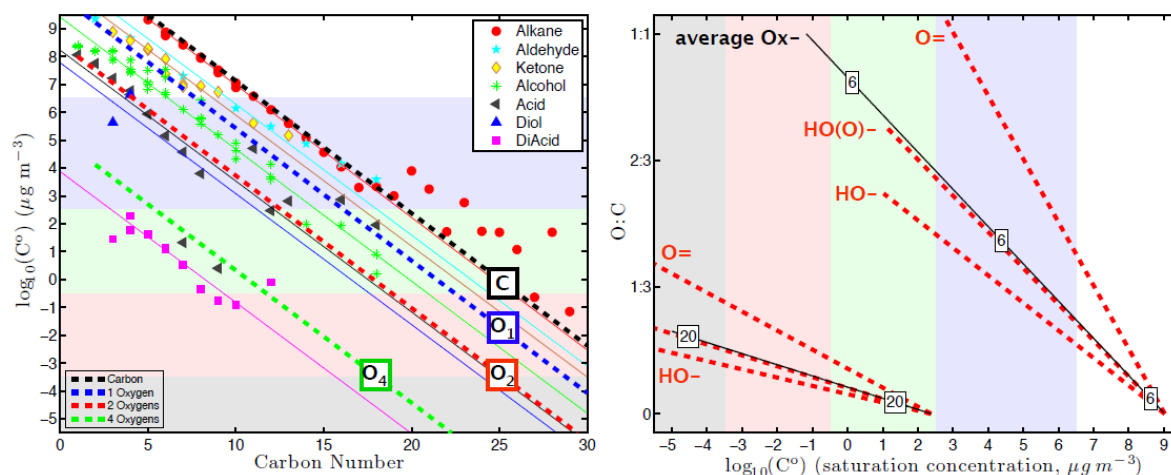 9
8
7
6
5
4
3
2
1
0
−1
−2
−3
−4
−5
log₁₀(C°) (μg m⁻³)
Alkane
Aldehyde
Ketone
Alcohol
Acid
Diol
DiAcid
C
O₁
O₂
O₄
Carbon
1 Oxygen
2 Oxygens
4 Oxygens
0 5 10 15 20 25 30
Carbon Number
1:1
2:3
1:3
0
O:C
average Ox−
O=
6
HO(O)−
HO−
6
O=
20
HO−
20
6
−5 −4 −3 −2 −1 0 1 2 3 4 5 6 7 8 9
log₁₀(C°) (saturation concentration, μg m⁻³)